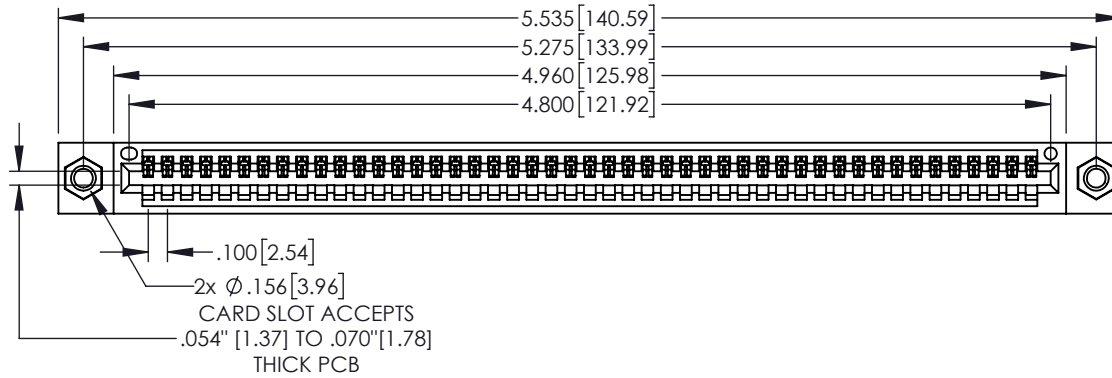 5.535[140.59]
5.275[133.99]
4.960[125.98]
4.800[121.92]
.100[2.54]
2x Ø.156[3.96]
CARD SLOT ACCEPTS
.054" [1.37] TO .070"[1.78]
THICK PCB